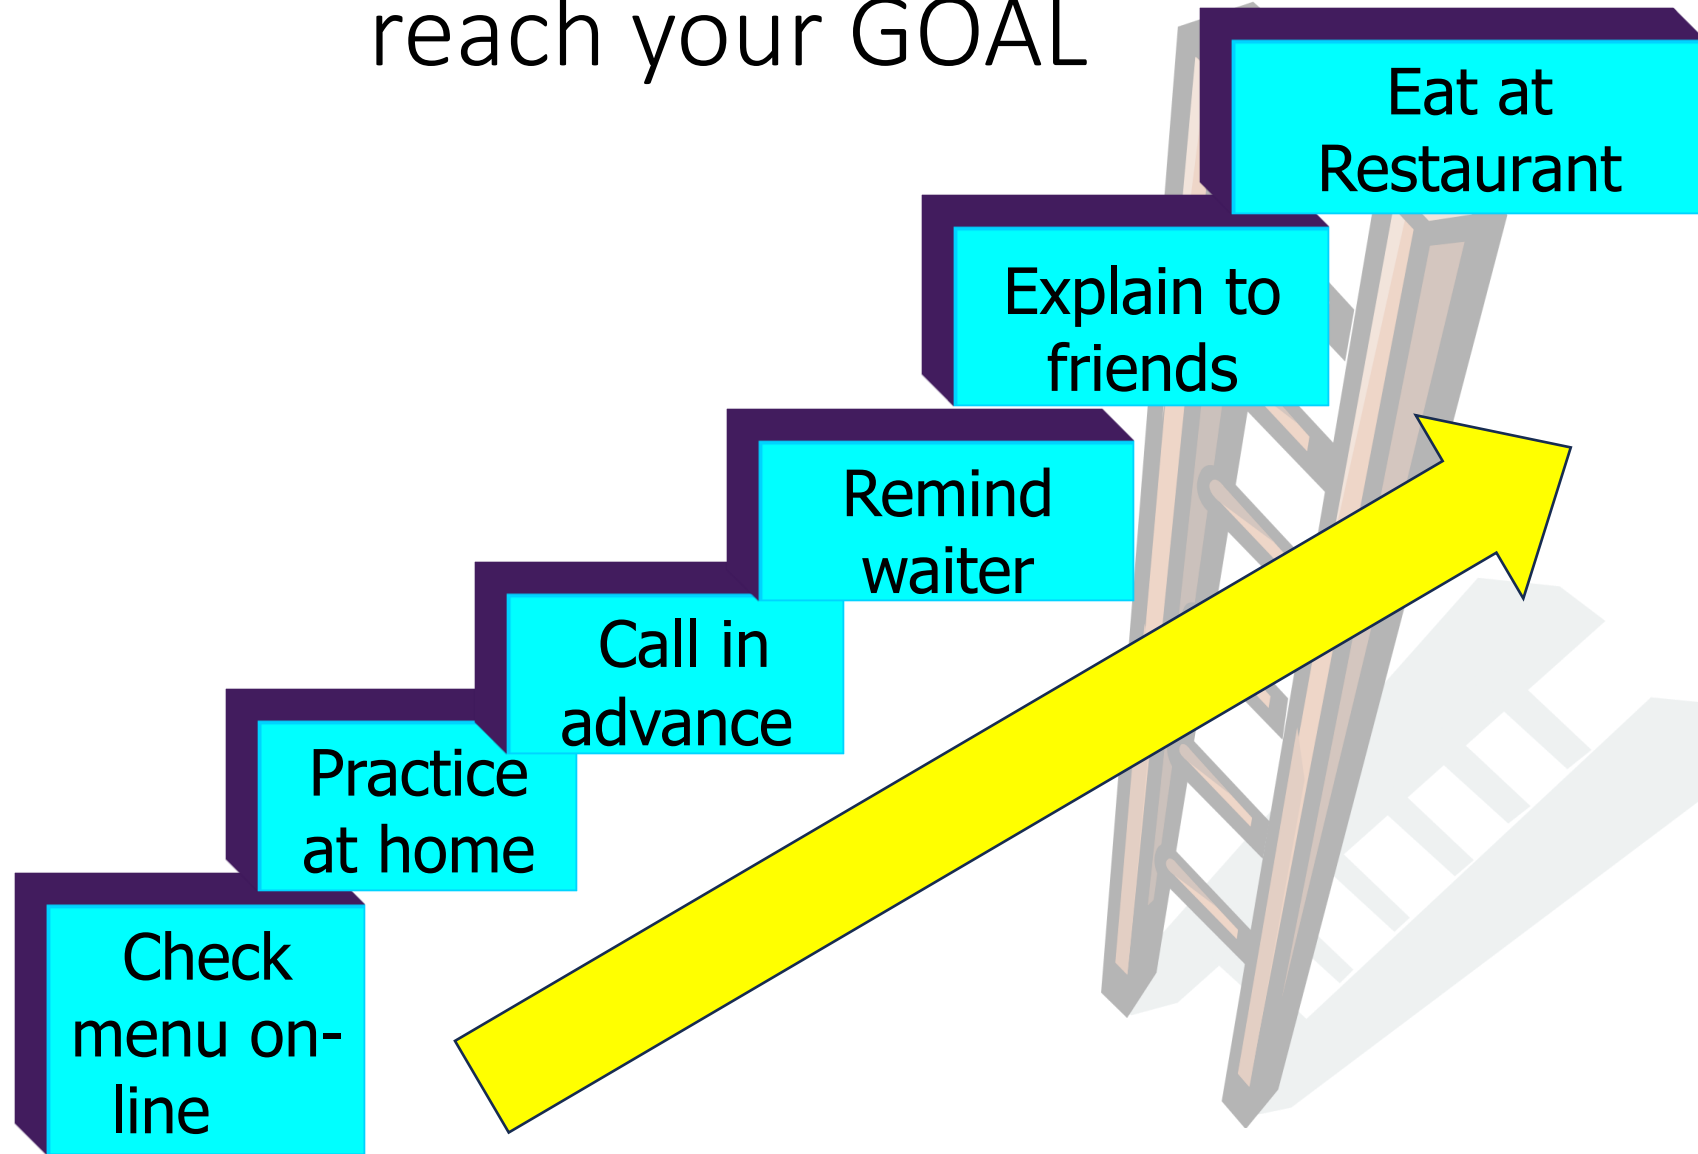 reach your GOAL
Eat at
Restaurant
Explain to
friends
Remind
waiter
Call in
advance
Practice
at home
Check
menu on-
line